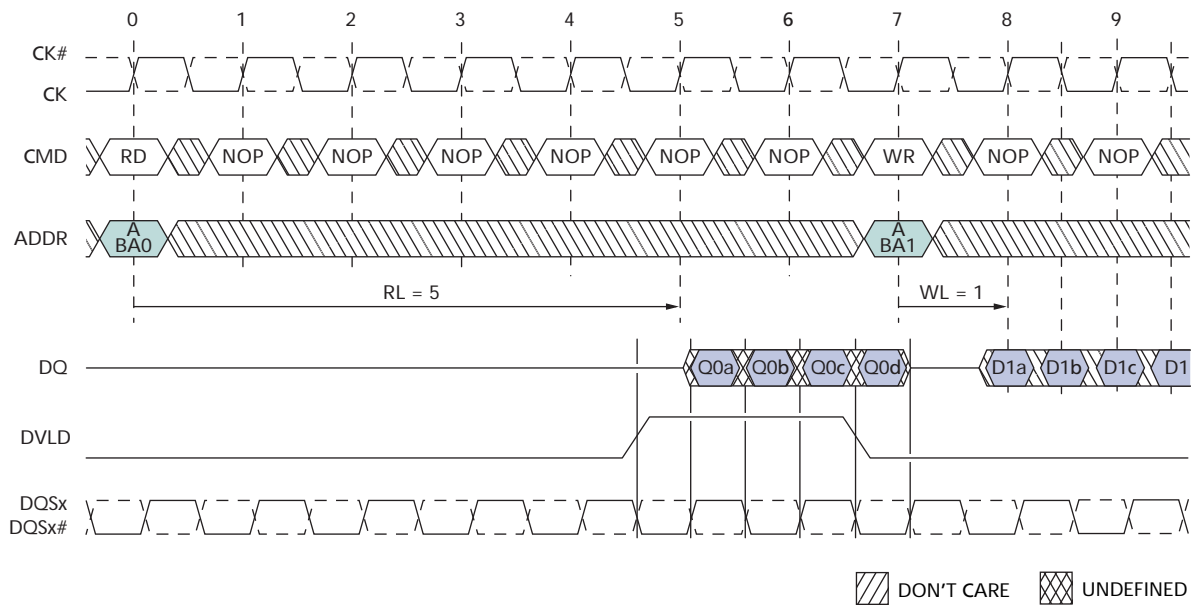 0 1 2 3 4 5 6 7 8 9
CK#
CK
CMD RD NOP NOP NOP NOP NOP NOP WR NOP NOP
ADDR A BA0 A BA1
RL = 5 WL = 1
DQ Q0a Q0b Q0c Q0d D1a D1b D1c D1
DVLD
DQSx
DQSx#
DON'T CARE UNDEFINED